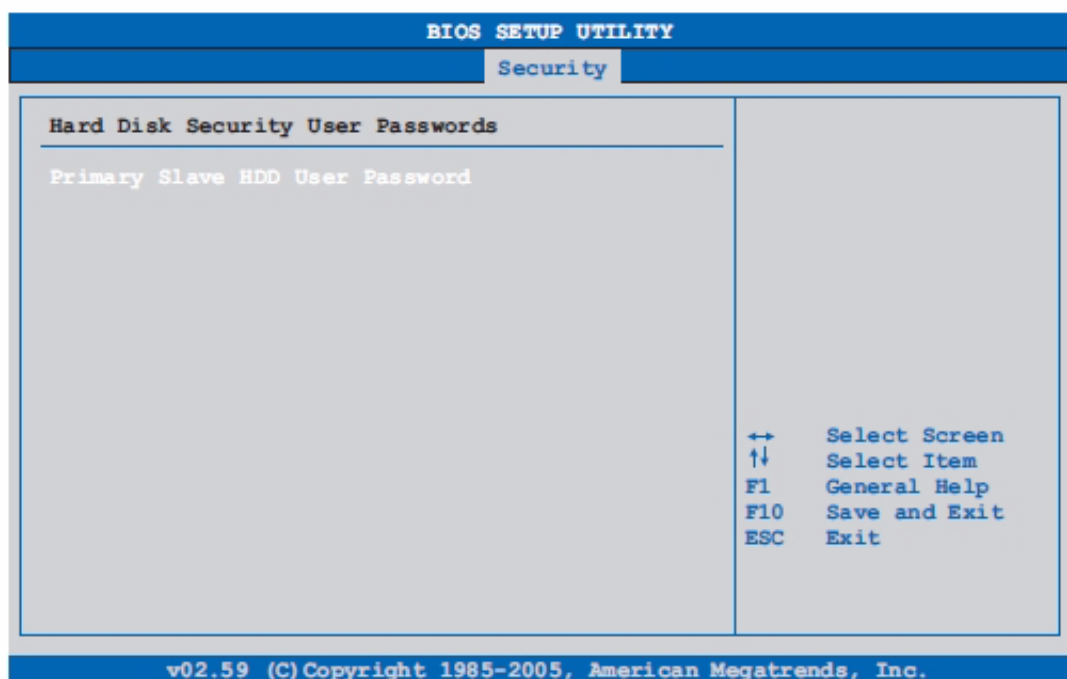 BIOS SETUP UTILITY
Security
Hard Disk Security User Passwords
Primary Slave HDD User Password
↔ Select Screen
↑↓ Select Item
F1 General Help
F10 Save and Exit
ESC Exit
v02.59 (C)Copyright 1985-2005, American Megatrends, Inc.